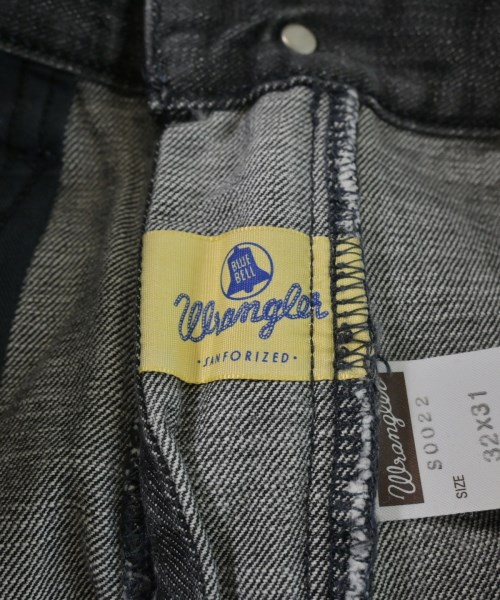 BLUE
BELL
Wrangler
·SANFORIZED·
Wrangler
S0022
SIZE
32X31